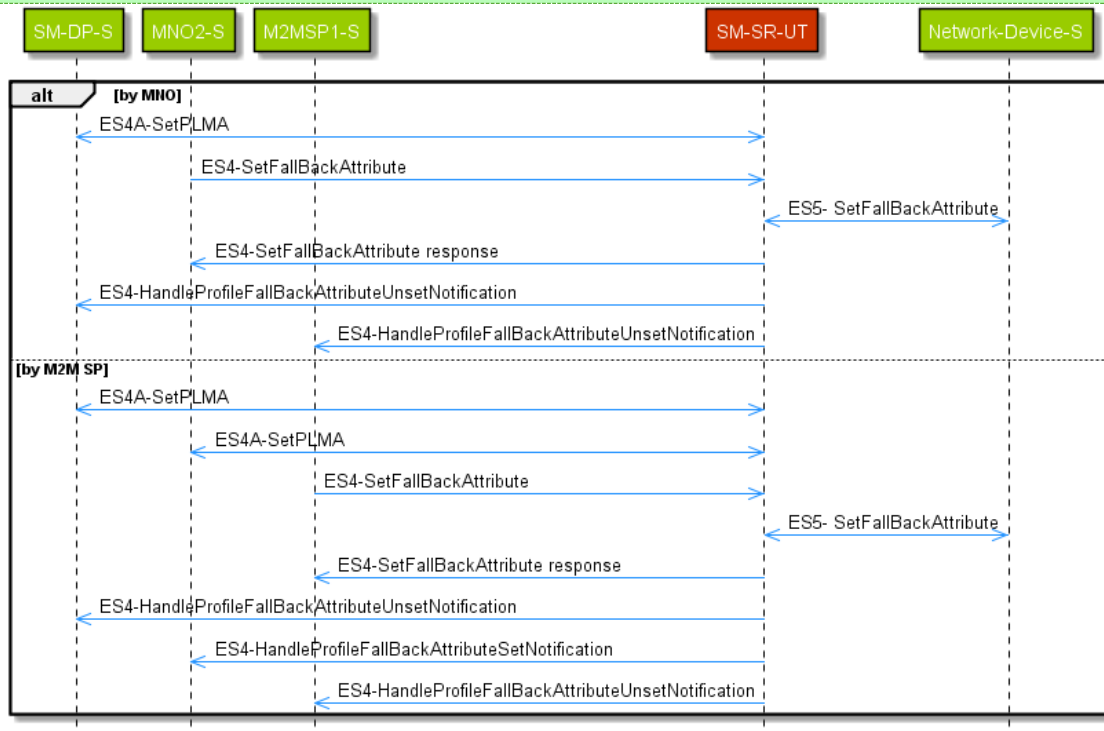 SM-DP-S MNO2-S M2MSP1-S SM-SR-UT Network-Device-S
alt [by MNO]
ES4A-SetPLMA
ES4-SetFallBackAttribute
ES5- SetFallBackAttribute
ES4-SetFallBackAttribute response
ES4-HandleProfileFallBackAttributeUnsetNotification
ES4-HandleProfileFallBackAttributeUnsetNotification
[by M2M SP]
ES4A-SetPLMA
ES4A-SetPLMA
ES4-SetFallBackAttribute
ES5- SetFallBackAttribute
ES4-SetFallBackAttribute response
ES4-HandleProfileFallBackAttributeUnsetNotification
ES4-HandleProfileFallBackAttributeSetNotification
ES4-HandleProfileFallBackAttributeUnsetNotification